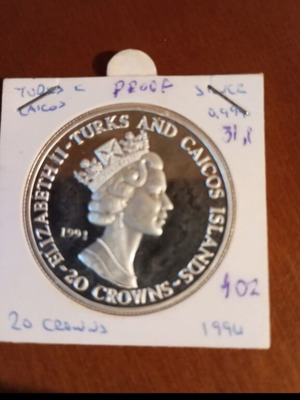 TURKS E
CAICOS
PROOF
SILVER
0,999
31,1
ELIZABETH II - TURKS AND CAICOS ISLANDS - 20 CROWNS -
1994
402
20 CROWNS
1994